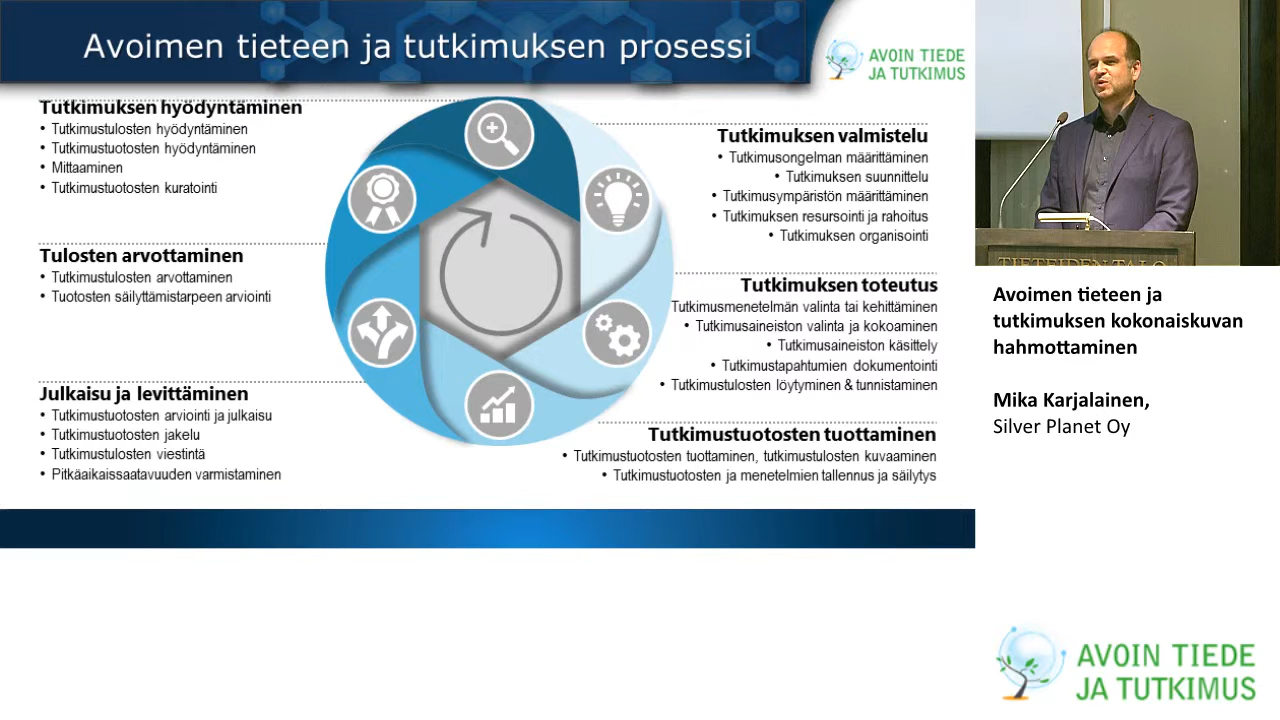 Avoimen tieteen ja tutkimuksen prosessi
AVOIN TIEDE
JA TUTKIMUS
Tutkimuksen hyödyntäminen
• Tutkimustulosten hyödyntäminen
• Tutkimustuotosten hyödyntäminen
• Mittaaminen
• Tutkimustuotosten kuratointi
Tulosten arvottaminen
• Tutkimustulosten arvottaminen
• Tuotosten säilyttämistarpeen arviointi
Julkaisu ja levittäminen
• Tutkimustuotosten arviointi ja julkaisu
• Tutkimustuotosten jakelu
• Tutkimustulosten viestintä
• Pitkäaikaissaatavuuden varmistaminen
Tutkimuksen valmistelu
• Tutkimusongelman määrittäminen
• Tutkimuksen suunnittelu
• Tutkimusympäristön määrittäminen
• Tutkimuksen resursointi ja rahoitus
• Tutkimuksen organisointi
Tutkimuksen toteutus
Tutkimusmenetelmän valinta tai kehittäminen
• Tutkimusaineiston valinta ja kokoaminen
• Tutkimusaineiston käsittely
• Tutkimustapahtumien dokumentointi
• Tutkimustulosten löytyminen & tunnistaminen
Tutkimustuotosten tuottaminen
• Tutkimustuotosten tuottaminen, tutkimustulosten kuvaaminen
• Tutkimustuotosten ja menetelmien tallennus ja säilytys
TIETEIDEN TALO
Avoimen tieteen ja
tutkimuksen kokonaiskuvan
hahmottaminen
Mika Karjalainen,
Silver Planet Oy
AVOIN TIEDE
JA TUTKIMUS